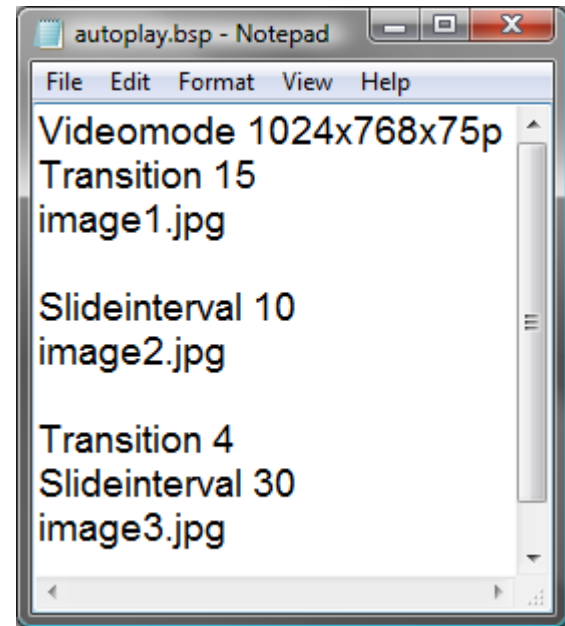 autoplay.bsp - Notepad
File Edit Format View Help
Videomode 1024x768x75p
Transition 15
image1.jpg
Slideinterval 10
image2.jpg
Transition 4
Slideinterval 30
image3.jpg